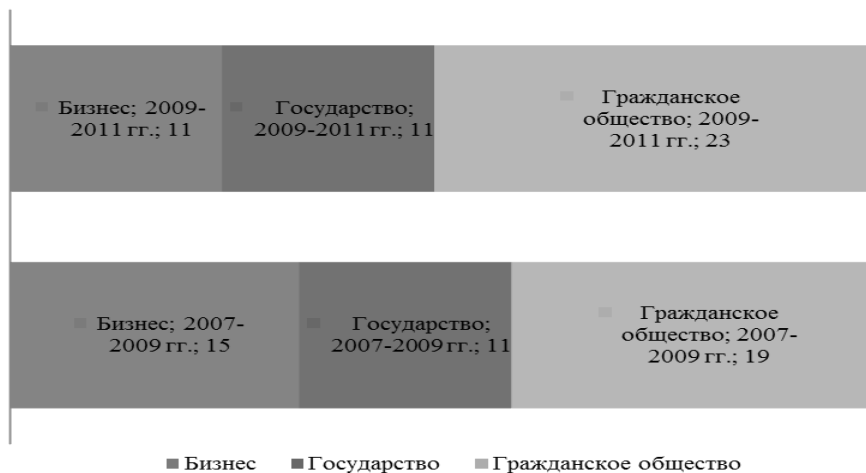 Бизнес; 2009-
2011 гг.; 11
Государство;
2009-2011 гг.; 11
Гражданское
общество; 2009-
2011 гг.; 23
Бизнес; 2007-
2009 гг.; 15
Государство;
2007-2009 гг.; 11
Гражданское
общество; 2007-
2009 гг.; 19
Бизнес Государство Гражданское общество